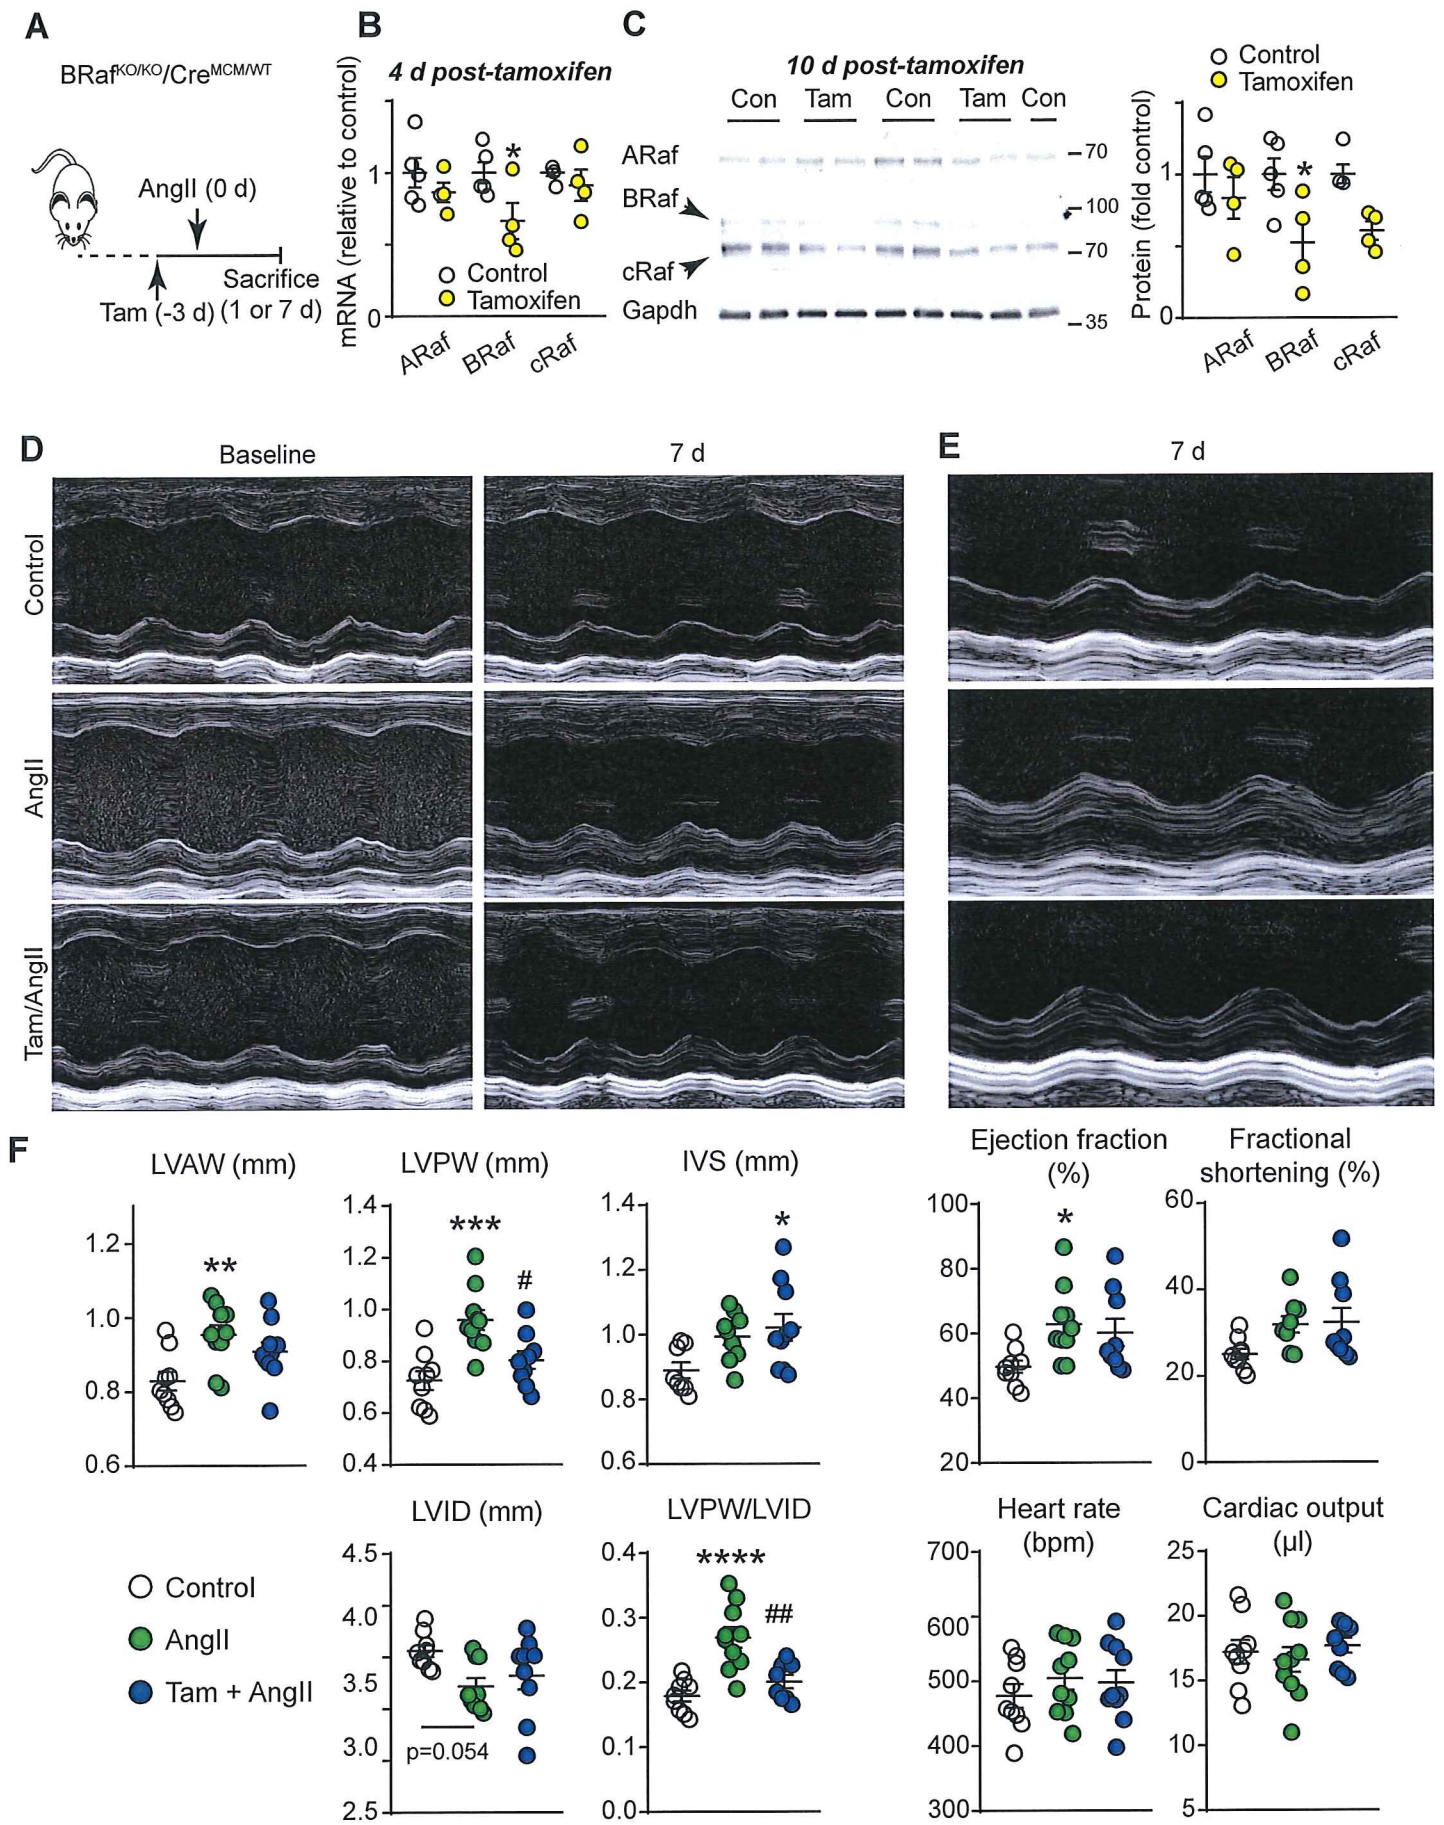 A
BRaf^KO/KO/Cre^MCM/WT
AngII (0 d)
Sacrifice
Tam (-3 d) (1 or 7 d)
B
4 d post-tamoxifen
mRNA (relative to control)
1
0
Control
Tamoxifen
ARaf
BRaf
cRaf
C
10 d post-tamoxifen
Con Tam Con Tam Con
ARaf
BRaf
cRaf
Gapdh
70
100
70
35
Control
Tamoxifen
Protein (fold control)
1
0
ARaf
BRaf
*
*
cRaf
D
Baseline
7 d
Control
AngII
Tam/AngII
E
7 d
F
LVAW (mm)
1.2
1.0
0.8
0.6
**
LVPW (mm)
1.4
1.2
1.0
0.8
0.6
0.4
***
#
IVS (mm)
1.4
1.2
1.0
0.8
0.6
*
Ejection fraction
(%)
100
80
60
40
20
*
Fractional
shortening (%)
60
40
20
0
Control
AngII
Tam + AngII
LVID (mm)
4.5
4.0
3.5
3.0
2.5
p=0.054
LVPW/LVID
0.4
0.3
0.2
0.1
0.0
****
##
Heart rate
(bpm)
700
600
500
400
300
Cardiac output
(µl)
25
20
15
10
5